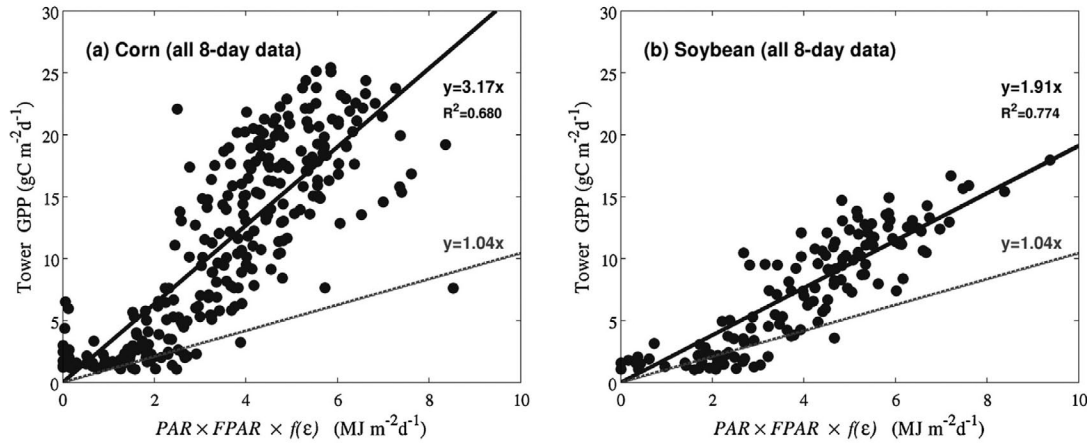 (a) Corn (all 8-day data)
y=3.17x
R²=0.680
y=1.04x
Tower GPP (gC m⁻²d⁻¹)
30
25
20
15
10
5
0
0 2 4 6 8 10
PAR × FPAR × f(ε) (MJ m⁻²d⁻¹)
(b) Soybean (all 8-day data)
y=1.91x
R²=0.774
y=1.04x
Tower GPP (gC m⁻²d⁻¹)
30
25
20
15
10
5
0
0 2 4 6 8 10
PAR × FPAR × f(ε) (MJ m⁻²d⁻¹)